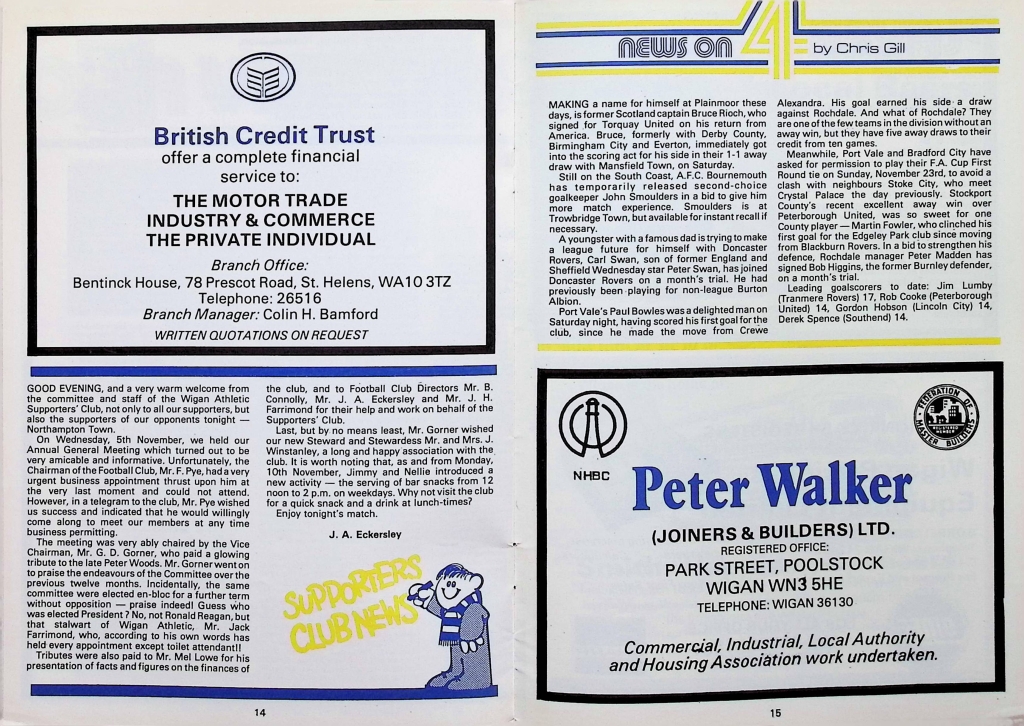 British Credit Trust
offer a complete financial
service to:
THE MOTOR TRADE
INDUSTRY & COMMERCE
THE PRIVATE INDIVIDUAL
Branch Office:
Bentinck House, 78 Prescot Road, St. Helens, WA10 3TZ
Telephone: 26516
Branch Manager: Colin H. Bamford
WRITTEN QUOTATIONS ON REQUEST
GOOD EVENING, and a very warm welcome from
the committee and staff of the Wigan Athletic
Supporters' Club, not only to all our supporters, but
also the supporters of our opponents tonight —
Northampton Town.
On Wednesday, 5th November, we held our
Annual General Meeting which turned out to be
very amicable and informative. Unfortunately, the
Chairman of the Football Club, Mr. F. Pye, had a very
urgent business appointment thrust upon him at
the very last moment and could not attend.
However, in a telegram to the club, Mr. Pye wished
us success and indicated that he would willingly
come along to meet our members at any time
business permitting.
The meeting was very ably chaired by the Vice
Chairman, Mr. G. D. Gorner, who paid a glowing
tribute to the late Peter Woods. Mr. Gorner went on
to praise the endeavours of the Committee over the
previous twelve months. Incidentally, the same
committee were elected en-bloc for a further term
without opposition — praise indeed! Guess who
was elected President? No, not Ronald Reagan, but
that stalwart of Wigan Athletic, Mr. Jack
Farrimond, who, according to his own words has
held every appointment except toilet attendant!!
Tributes were also paid to Mr. Mel Lowe for his
presentation of facts and figures on the finances of
the club, and to Football Club Directors Mr. B.
Connolly, Mr. J. A. Eckersley and Mr. J. H.
Farrimond for their help and work on behalf of the
Supporters' Club.
Last, but by no means least, Mr. Gorner wished
our new Steward and Stewardess Mr. and Mrs. J.
Winstanley, a long and happy association with the
club. It is worth noting that, as and from Monday,
10th November, Jimmy and Nellie introduced a
new activity — the serving of bar snacks from 12
noon to 2 p.m. on weekdays. Why not visit the club
for a quick snack and a drink at lunch-times?
Enjoy tonight's match.
J. A. Eckersley
SUPPORTERS
CLUB NEWS
14
NEWS ON 4 by Chris Gill
MAKING a name for himself at Plainmoor these
days, is former Scotland captain Bruce Rioch, who
signed for Torquay United on his return from
America. Bruce, formerly with Derby County,
Birmingham City and Everton, immediately got
into the scoring act for his side in their 1-1 away
draw with Mansfield Town, on Saturday.
Still on the South Coast, A.F.C. Bournemouth
has temporarily released second-choice
goalkeeper John Smoulders in a bid to give him
more match experience. Smoulders is at
Trowbridge Town, but available for instant recall if
necessary.
A youngster with a famous dad is trying to make
a league future for himself with Doncaster
Rovers, Carl Swan, son of former England and
Sheffield Wednesday star Peter Swan, has joined
Doncaster Rovers on a month's trial. He had
previously been playing for non-league Burton
Albion.
Port Vale's Paul Bowles was a delighted man on
Saturday night, having scored his first goal for the
club, since he made the move from Crewe
Alexandra. His goal earned his side a draw
against Rochdale. And what of Rochdale? They
are one of the few teams in the division without an
away win, but they have five away draws to their
credit from ten games.
Meanwhile, Port Vale and Bradford City have
asked for permission to play their F.A. Cup First
Round tie on Sunday, November 23rd, to avoid a
clash with neighbours Stoke City, who meet
Crystal Palace the day previously. Stockport
County's recent excellent away win over
Peterborough United, was so sweet for one
County player — Martin Fowler, who clinched his
first goal for the Edgeley Park club since moving
from Blackburn Rovers. In a bid to strengthen his
defence, Rochdale manager Peter Madden has
signed Bob Higgins, the former Burnley defender,
on a month's trial.
Leading goalscorers to date: Jim Lumby
(Tranmere Rovers) 17, Rob Cooke (Peterborough
United) 14, Gordon Hobson (Lincoln City) 14,
Derek Spence (Southend) 14.
NHBC
FEDERATION OF
MASTER BUILDERS
REGISTERED
MEMBER
Peter Walker
(JOINERS & BUILDERS) LTD.
REGISTERED OFFICE:
PARK STREET, POOLSTOCK
WIGAN WN3 5HE
TELEPHONE: WIGAN 36130
Commercial, Industrial, Local Authority
and Housing Association work undertaken.
15